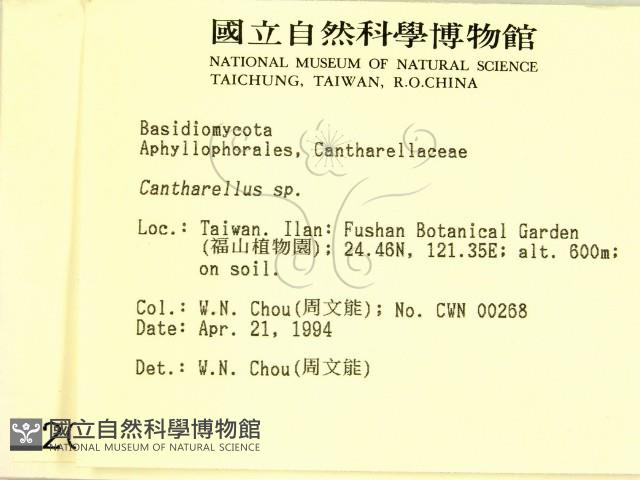 國立自然科學博物館
NATIONAL MUSEUM OF NATURAL SCIENCE
TAICHUNG, TAIWAN, R.O.CHINA
Basidiomycota
Aphyllophorales, Cantharellaceae
Cantharellus sp.
Loc.: Taiwan. Ilan: Fushan Botanical Garden
(福山植物園); 24.46N, 121.35E; alt. 600m;
on soil.
Col.: W.N. Chou(周文能); No. CWN 00268
Date: Apr. 21, 1994
Det.: W.N. Chou(周文能)
國立自然科學博物館
NATIONAL MUSEUM OF NATURAL SCIENCE